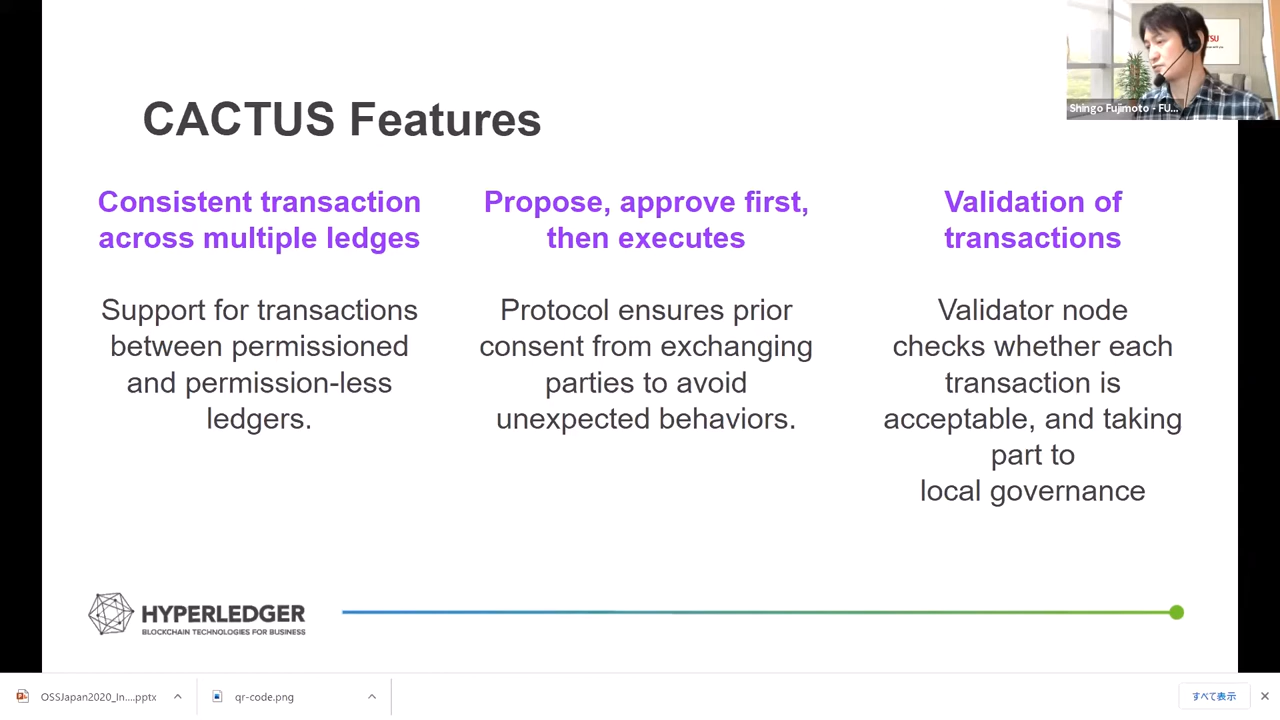 TSU
Shingo Fujimoto - FU...
CACTUS Features
Consistent transaction
across multiple ledges
Support for transactions
between permissioned
and permission-less
ledgers.
Propose, approve first,
then executes
Protocol ensures prior
consent from exchanging
parties to avoid
unexpected behaviors.
Validation of
transactions
Validator node
checks whether each
transaction is
acceptable, and taking
part to
local governance
HYPERLEDGER
BLOCKCHAIN TECHNOLOGIES FOR BUSINESS
OSSJapan2020_In....pptx
qr-code.png
すべて表示